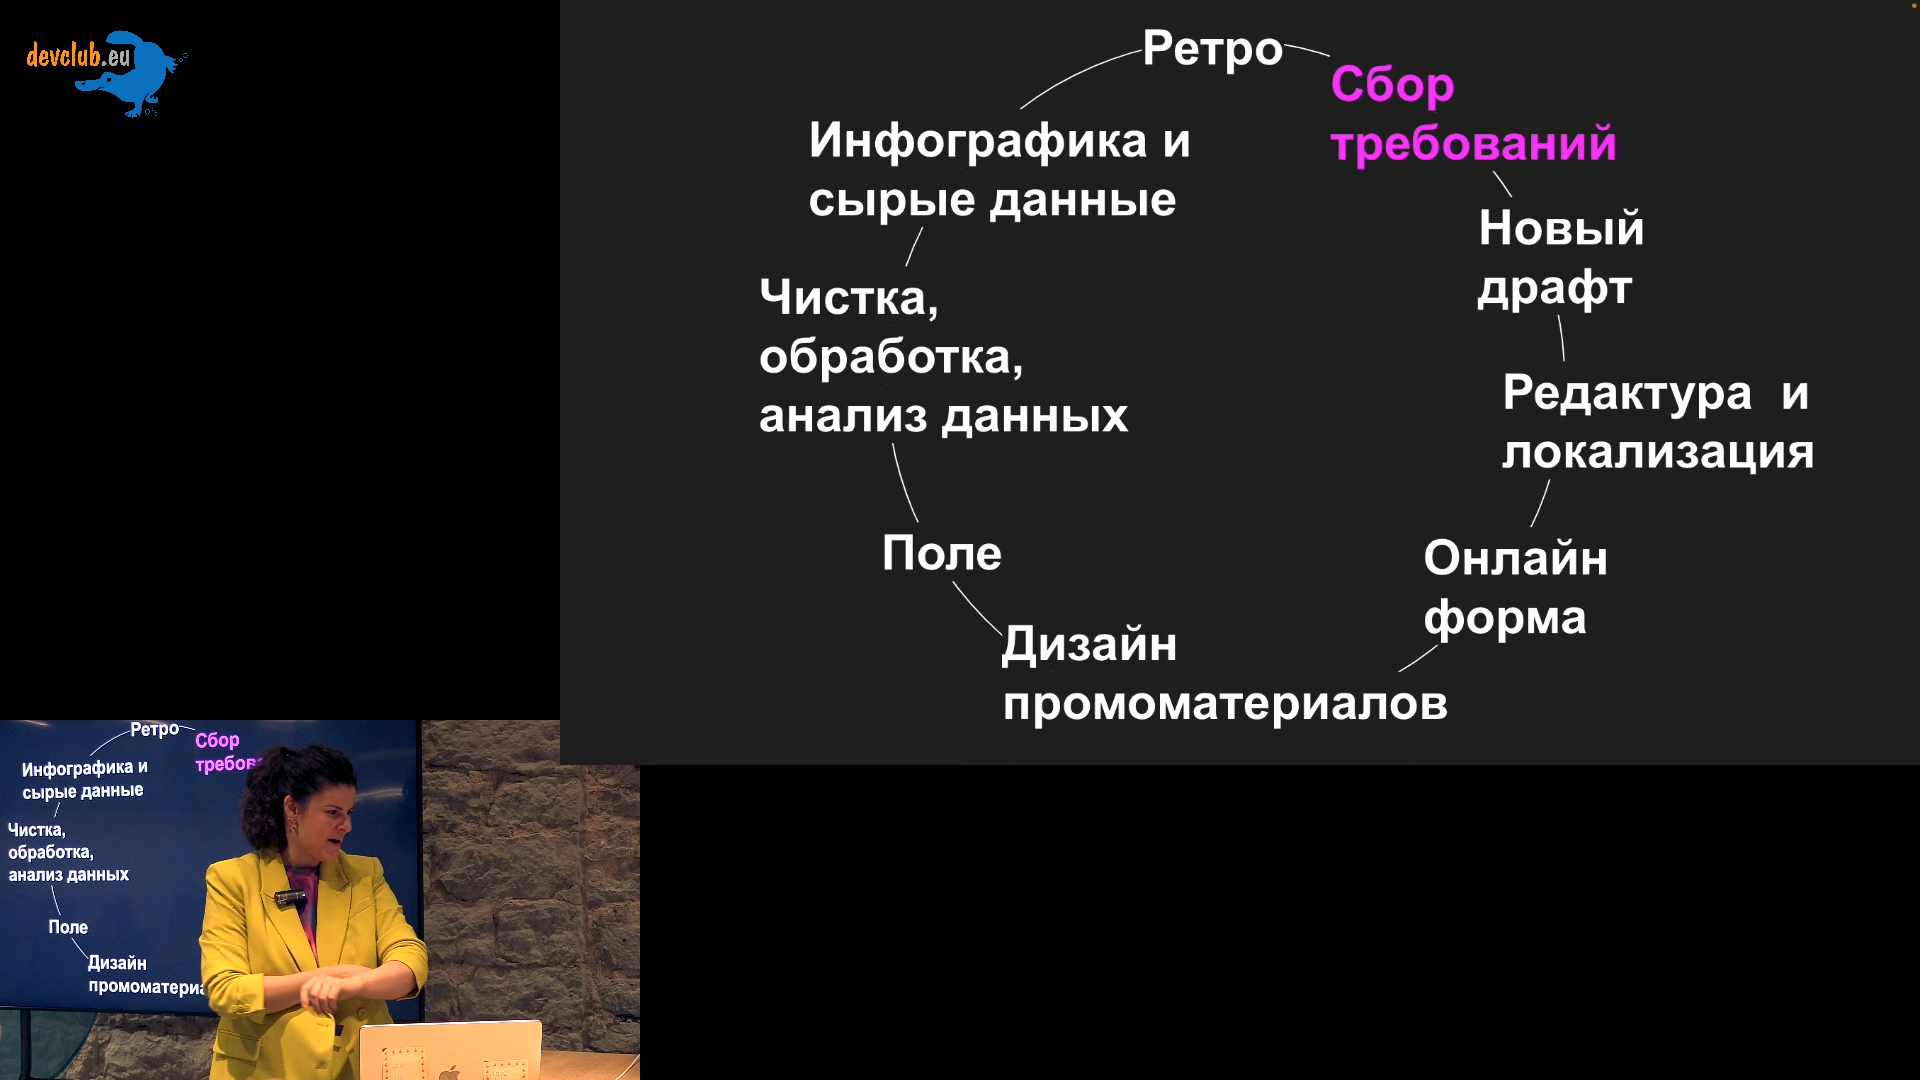 devclub.eu
Ретро
Сбор
требований
Инфографика и
сырые данные
Новый
драфт
Чистка,
обработка,
анализ данных
Редактура и
локализация
Поле
Онлайн
форма
Дизайн
промоматериалов
Ретро
Сбор
Инфографика и
сырые данные
Чистка,
обработка,
анализ данных
Поле
Дизайн